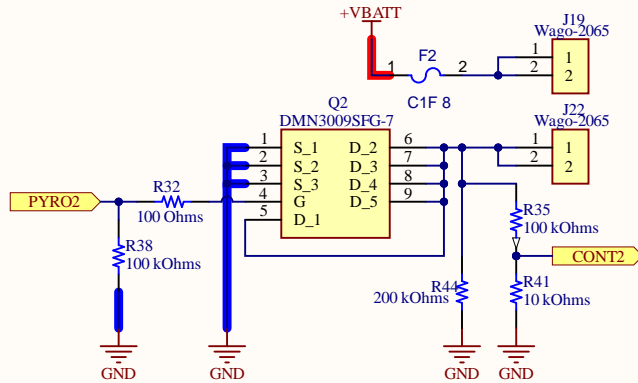 J19
Wago-2065
+VBATT
1
F2
2
C1F 8
1 1
2 2
Q2
DMN3009SFG-7
J22
Wago-2065
1 S_1 D_2 6
2 S_2 D_3 7
3 S_3 D_4 8
4 G D_5 9
5 D_1
1 1
2 2
PYRO2
R32
100 Ohms
R38
100 kOhms
R35
100 kOhms
CONT2
R44
200 kOhms
R41
10 kOhms
GND
GND
GND
GND